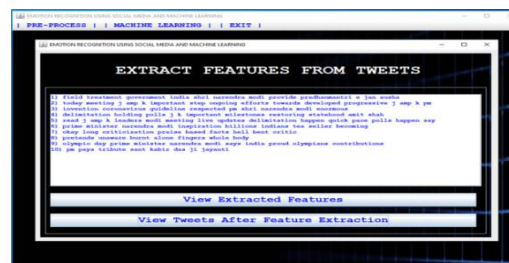 EMOTION RECOGNITION USING SOCIAL MEDIA AND MACHINE LEARNING
| PRE-PROCESS | | MACHINE LEARNING | | EXIT |
EMOTION RECOGNITION USING SOCIAL MEDIA AND MACHINE LEARNING
EXTRACT FEATURES FROM TWEETS
1) field treatment government india shri narendra modi provide pradhanmantri e jan
2) today meeting j amp k important step ongoing efforts towards developed progressive j amp k pm
3) invention coronavirus guideline respected pm shri narendra modi
4) delimitation holding polls j k important milestones restoring statehood amit shah
5) read j amp k leaders modi meeting live updates delimitation happen quick pace polls happen say
6) prime minister narendra modi inspiration billions indians tea seller becoming
7) okay long criticisation praise based facts hell bent critic
8) pretends unaware burnt alone fingers whole body
9) olympic day prime minister narendra modi says india proud olympians contributions
10) pm pays tribute sant kabir das ji jayanti
View Extracted Features
View Tweets After Feature Extraction